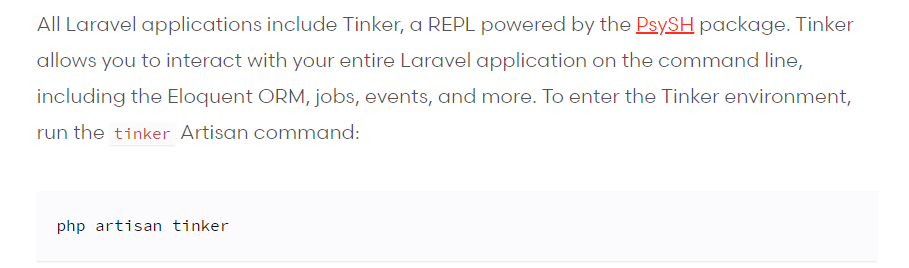 All Laravel applications include Tinker, a REPL powered by the PsySH package. Tinker
allows you to interact with your entire Laravel application on the command line,
including the Eloquent ORM, jobs, events, and more. To enter the Tinker environment,
run the tinker Artisan command:
php artisan tinker